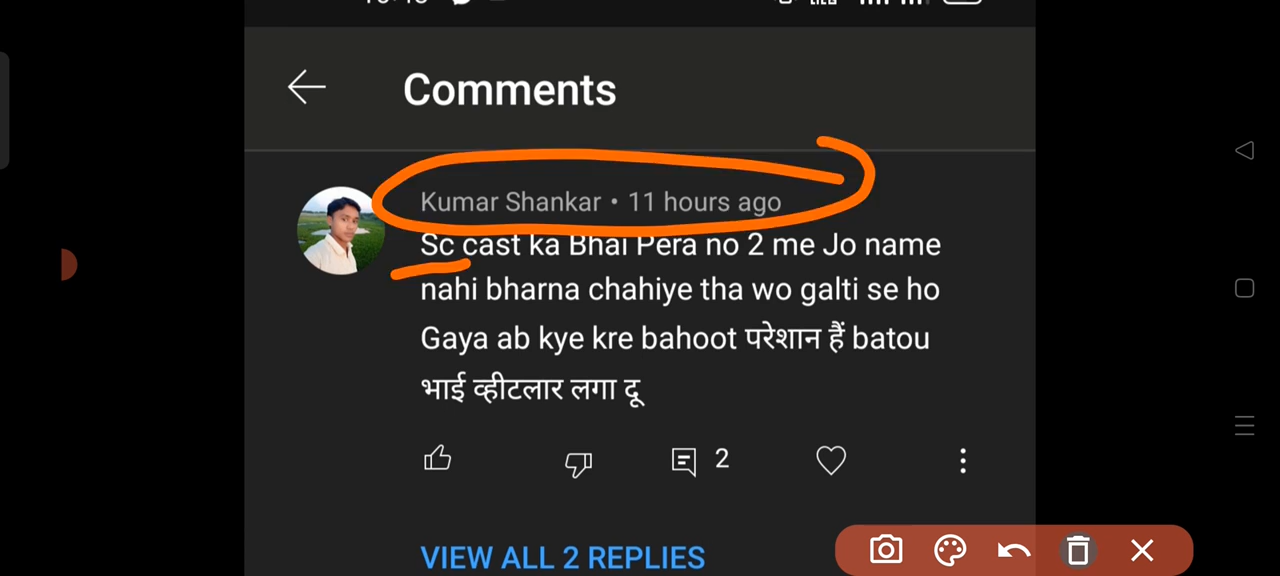 Comments
Kumar Shankar • 11 hours ago
Sc cast ka Bhai Pera no 2 me Jo name
nahi bharna chahiye tha wo galti se ho
Gaya ab kye kre bahoot परेशान हैं batou
भाई व्हीटलार लगा दू
2
VIEW ALL 2 REPLIES